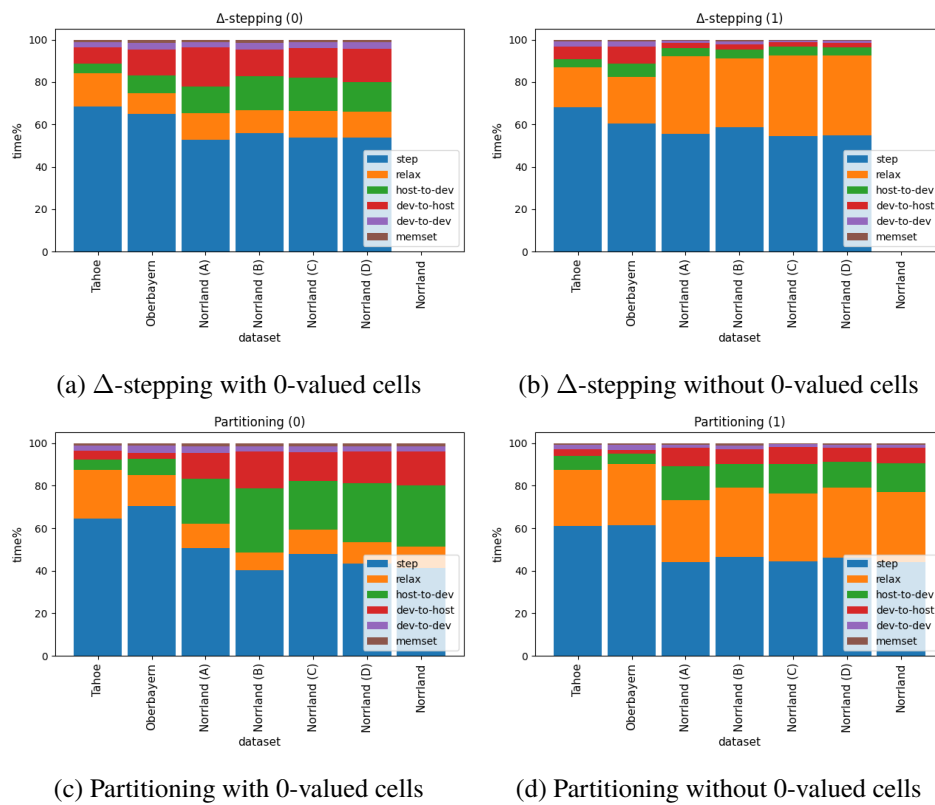 Δ-stepping (0)
100
80
60
40
20
0
time%
step
relax
host-to-dev
dev-to-host
dev-to-dev
memset
Tahoe
Oberbayern
Norrland (A)
Norrland (B)
Norrland (C)
Norrland (D)
Norrland
dataset
(a) Δ-stepping with 0-valued cells
Δ-stepping (1)
100
80
60
40
20
0
time%
step
relax
host-to-dev
dev-to-host
dev-to-dev
memset
Tahoe
Oberbayern
Norrland (A)
Norrland (B)
Norrland (C)
Norrland (D)
Norrland
dataset
(b) Δ-stepping without 0-valued cells
Partitioning (0)
100
80
60
40
20
0
time%
step
relax
host-to-dev
dev-to-host
dev-to-dev
memset
Tahoe
Oberbayern
Norrland (A)
Norrland (B)
Norrland (C)
Norrland (D)
Norrland
dataset
(c) Partitioning with 0-valued cells
Partitioning (1)
100
80
60
40
20
0
time%
step
relax
host-to-dev
dev-to-host
dev-to-dev
memset
Tahoe
Oberbayern
Norrland (A)
Norrland (B)
Norrland (C)
Norrland (D)
Norrland
dataset
(d) Partitioning without 0-valued cells